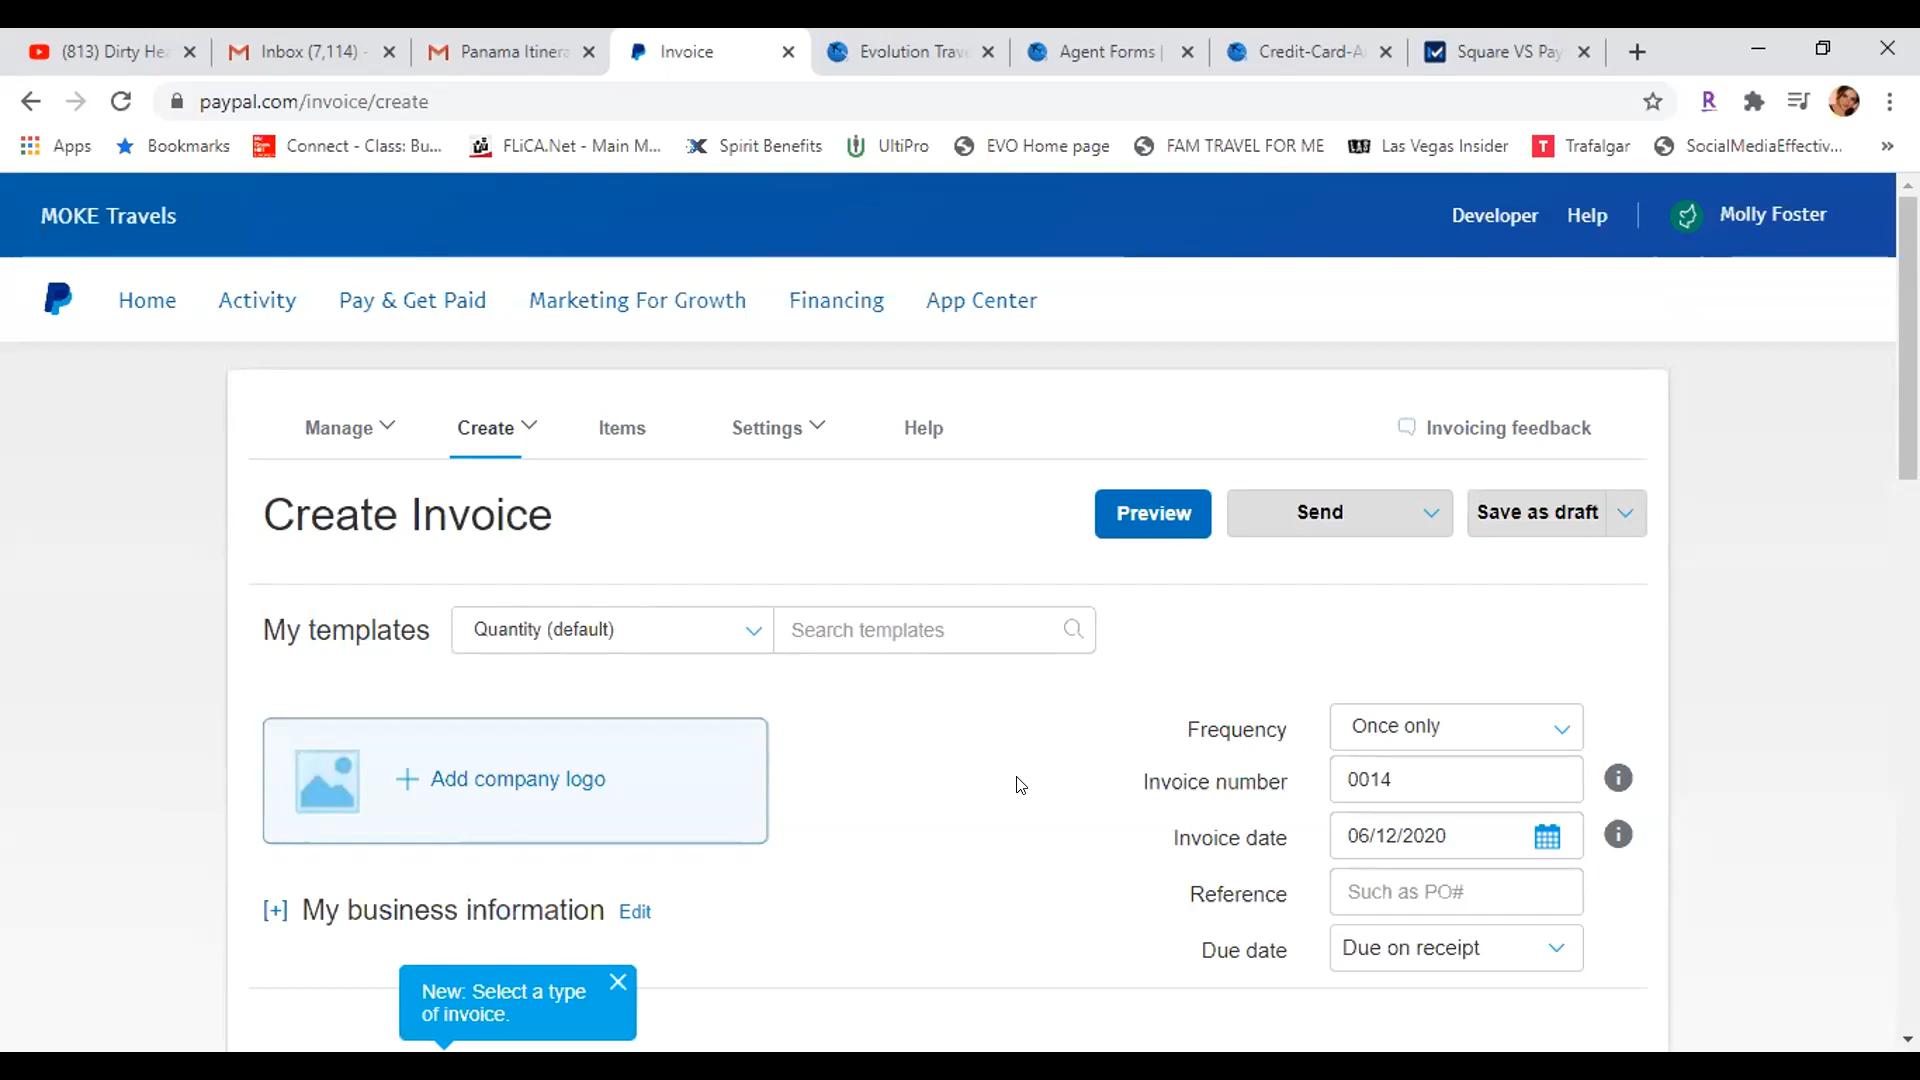 (813) Dirty Hea
Inbox (7,114) -
Panama Itinera
Invoice
Evolution Trave
Agent Forms |
Credit-Card-A
Square VS Pay
paypal.com/invoice/create
R
Apps
Bookmarks
Connect - Class: Bu...
FLiCA.Net - Main M...
Spirit Benefits
UltiPro
EVO Home page
FAM TRAVEL FOR ME
Las Vegas Insider
T Trafalgar
SocialMediaEffectiv...
»
MOKE Travels
Developer
Help
Molly Foster
Home
Activity
Pay & Get Paid
Marketing For Growth
Financing
App Center
Manage
Create
Items
Settings
Help
Invoicing feedback
Create Invoice
Preview
Send
Save as draft
My templates
Quantity (default)
Search templates
+ Add company logo
Frequency
Once only
Invoice number
0014
Invoice date
06/12/2020
Reference
Such as PO#
Due date
Due on receipt
[+] My business information Edit
New: Select a type
of invoice.